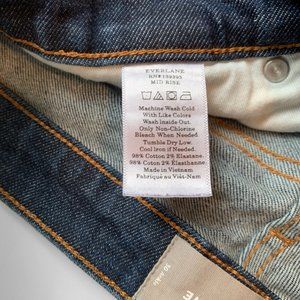 EVERLANE
MID RISE
Machine Wash Cold
With Like Colors
Wash Inside Out.
Only Non-Chlorine
Bleach When Needed.
Tumble Dry Low.
Cool Iron if Needed.
98% Cotton 2% Elastane.
98% Coton 2% Élasthanne.
Made in Vietnam
Fabriqué au Viêt-Nam